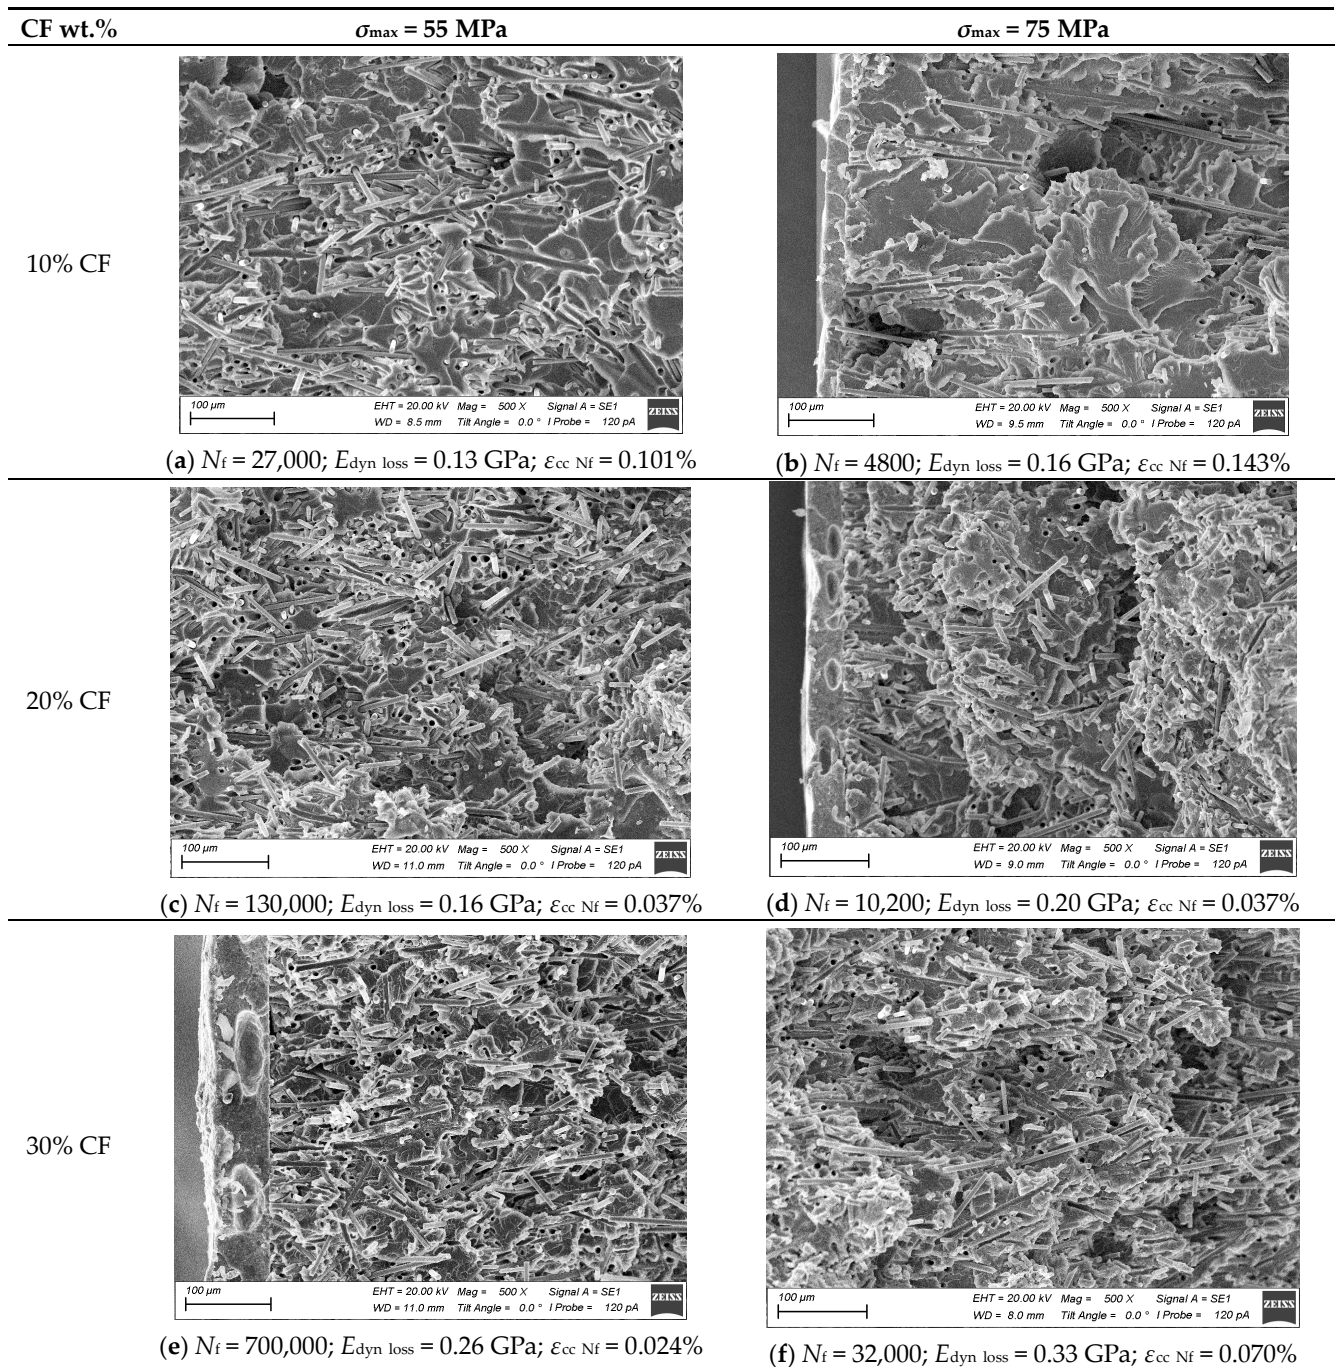 CF wt.% σmax = 55 MPa σmax = 75 MPa
10% CF
100 µm EHT = 20.00 kV Mag = 500 X Signal A = SE1
WD = 8.5 mm Tilt Angle = 0.0 ° I Probe = 120 pA
ZEISS
100 µm EHT = 20.00 kV Mag = 500 X Signal A = SE1
WD = 9.5 mm Tilt Angle = 0.0 ° I Probe = 120 pA
ZEISS
(a) Nf = 27,000; Edyn loss = 0.13 GPa; εcc Nf = 0.101%
(b) Nf = 4800; Edyn loss = 0.16 GPa; εcc Nf = 0.143%
20% CF
100 µm EHT = 20.00 kV Mag = 500 X Signal A = SE1
WD = 11.0 mm Tilt Angle = 0.0 ° I Probe = 120 pA
ZEISS
100 µm EHT = 20.00 kV Mag = 500 X Signal A = SE1
WD = 9.0 mm Tilt Angle = 0.0 ° I Probe = 120 pA
ZEISS
(c) Nf = 130,000; Edyn loss = 0.16 GPa; εcc Nf = 0.037%
(d) Nf = 10,200; Edyn loss = 0.20 GPa; εcc Nf = 0.037%
30% CF
100 µm EHT = 20.00 kV Mag = 500 X Signal A = SE1
WD = 11.0 mm Tilt Angle = 0.0 ° I Probe = 120 pA
ZEISS
100 µm EHT = 20.00 kV Mag = 500 X Signal A = SE1
WD = 8.0 mm Tilt Angle = 0.0 ° I Probe = 120 pA
ZEISS
(e) Nf = 700,000; Edyn loss = 0.26 GPa; εcc Nf = 0.024%
(f) Nf = 32,000; Edyn loss = 0.33 GPa; εcc Nf = 0.070%